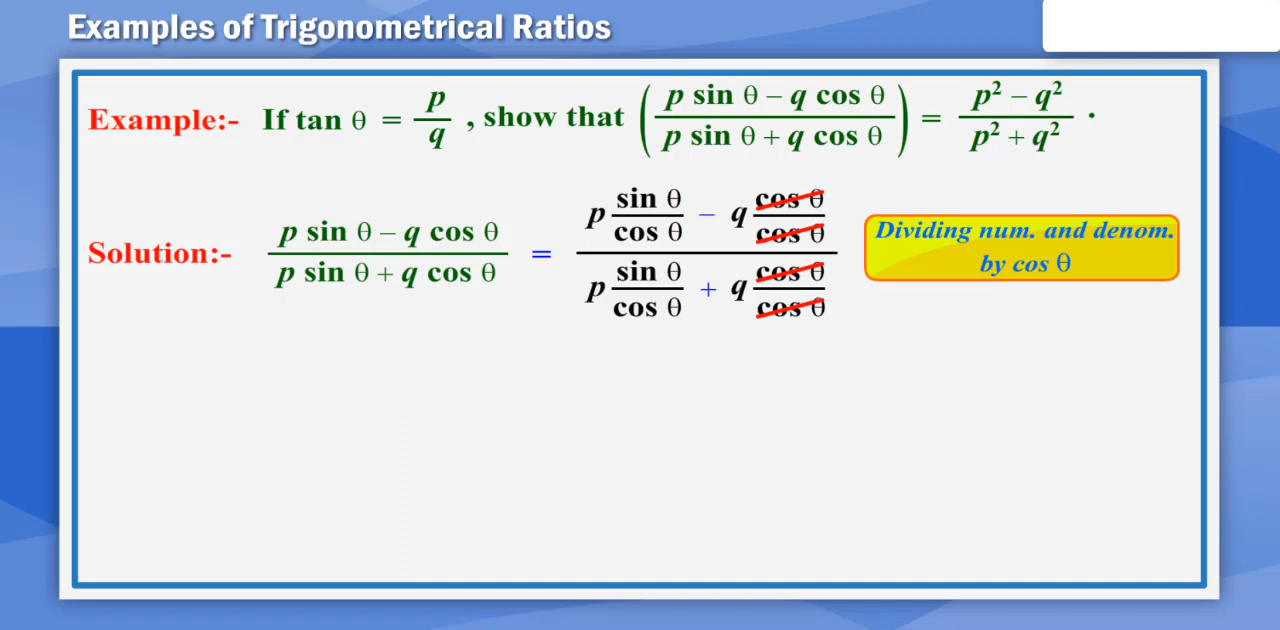 Examples of Trigonometrical Ratios
Example:- If tan θ = p/q , show that ( (p sin θ – q cos θ)/(p sin θ + q cos θ) ) = (p² – q²)/(p² + q²) .
Solution:- (p sin θ – q cos θ)/(p sin θ + q cos θ) = (p sin θ/cos θ – q cos θ/cos θ)/(p sin θ/cos θ + q cos θ/cos θ)
Dividing num. and denom.
by cos θ